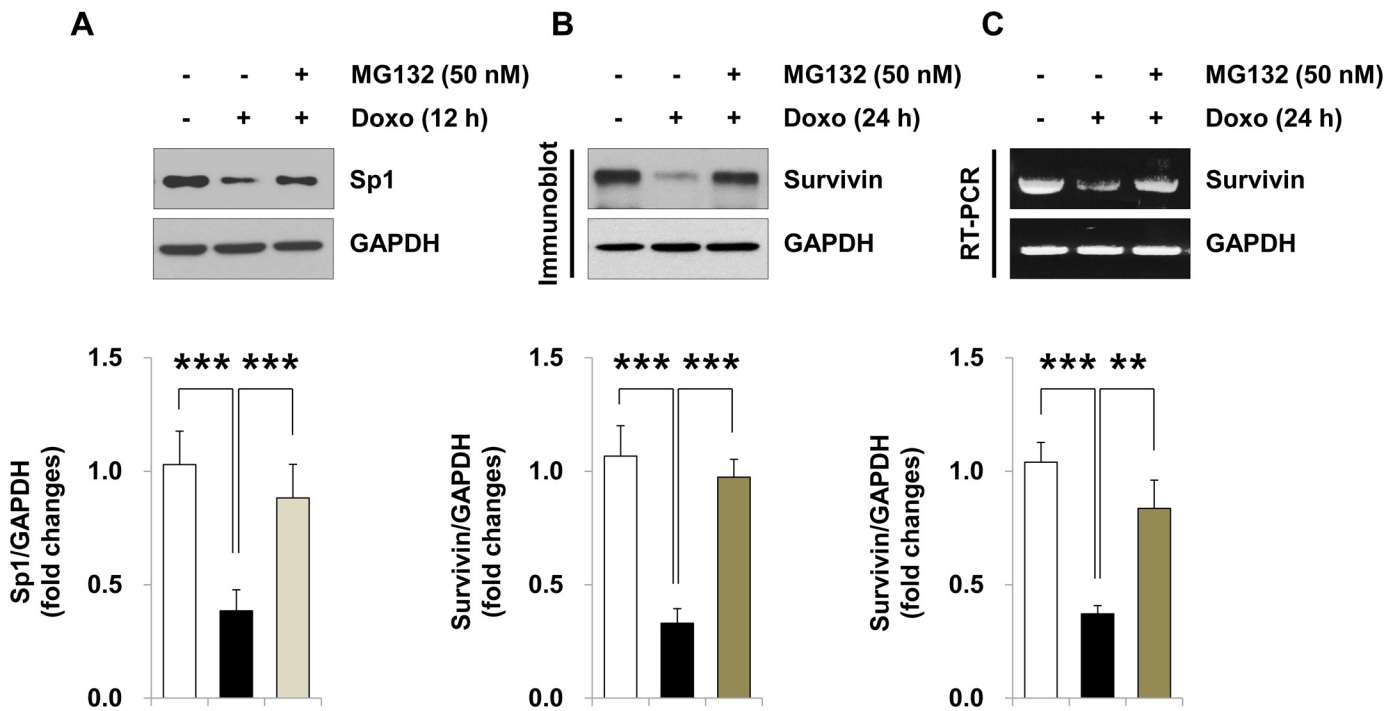 A
- - + MG132 (50 nM)
- + + Doxo (12 h)
Sp1
GAPDH
1.5
1.0
0.5
0.0
*** ***
Sp1/GAPDH
(fold changes)
B
- - + MG132 (50 nM)
- + + Doxo (24 h)
Immunoblot
Survivin
GAPDH
1.5
1.0
0.5
0.0
*** ***
Survivin/GAPDH
(fold changes)
C
- - + MG132 (50 nM)
- + + Doxo (24 h)
RT-PCR
Survivin
GAPDH
1.5
1.0
0.5
0.0
*** **
Survivin/GAPDH
(fold changes)